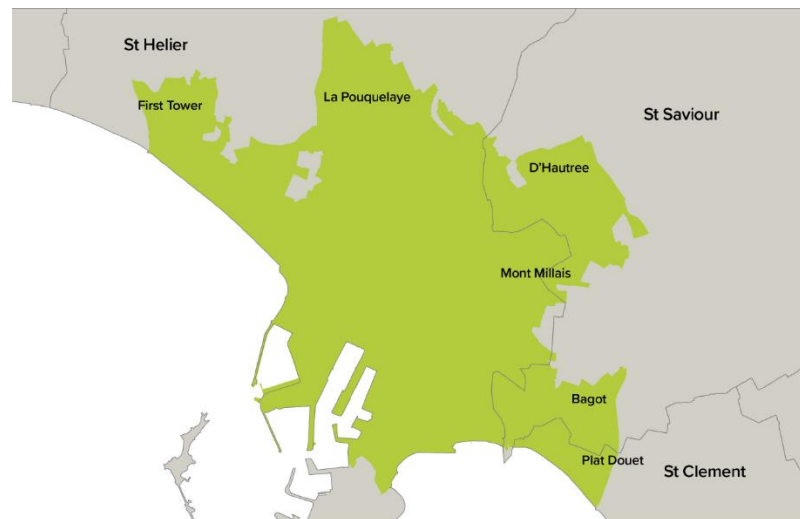 St Helier
First Tower
La Pouquelaye
St Saviour
D'Hautree
Mont Millais
Bagot
Plat Douet
St Clement